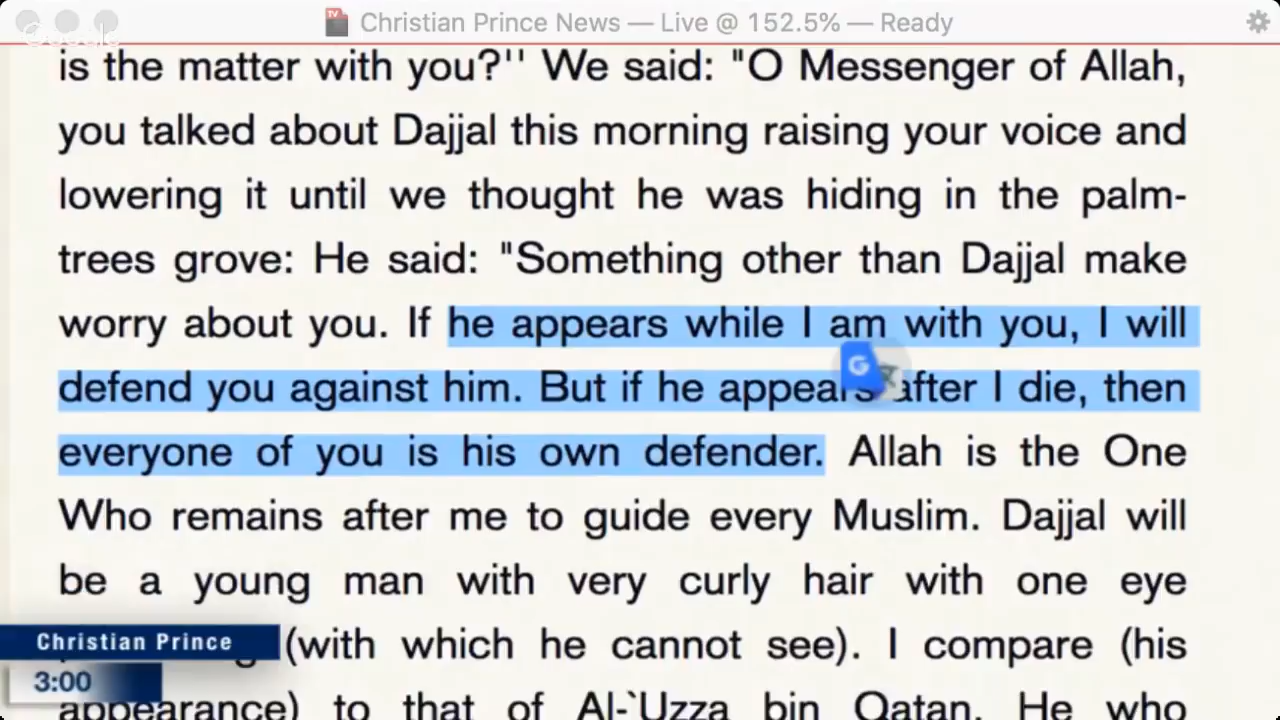 Christian Prince News — Live @ 152.5% — Ready
Google
is the matter with you?'' We said: "O Messenger of Allah,
you talked about Dajjal this morning raising your voice and
lowering it until we thought he was hiding in the palm-
trees grove: He said: "Something other than Dajjal make
worry about you. If he appears while I am with you, I will
defend you against him. But if he appears after I die, then
everyone of you is his own defender. Allah is the One
Who remains after me to guide every Muslim. Dajjal will
be a young man with very curly hair with one eye
(with which he cannot see). I compare (his
appearance) to that of Al-`Uzza bin Qatan. He who
Christian Prince
3:00